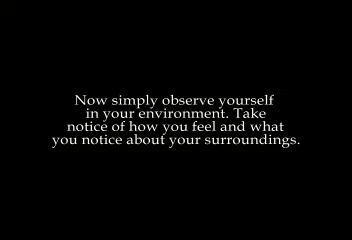 Now simply observe yourself
in your environment. Take
notice of how you feel and what
you notice about your surroundings.